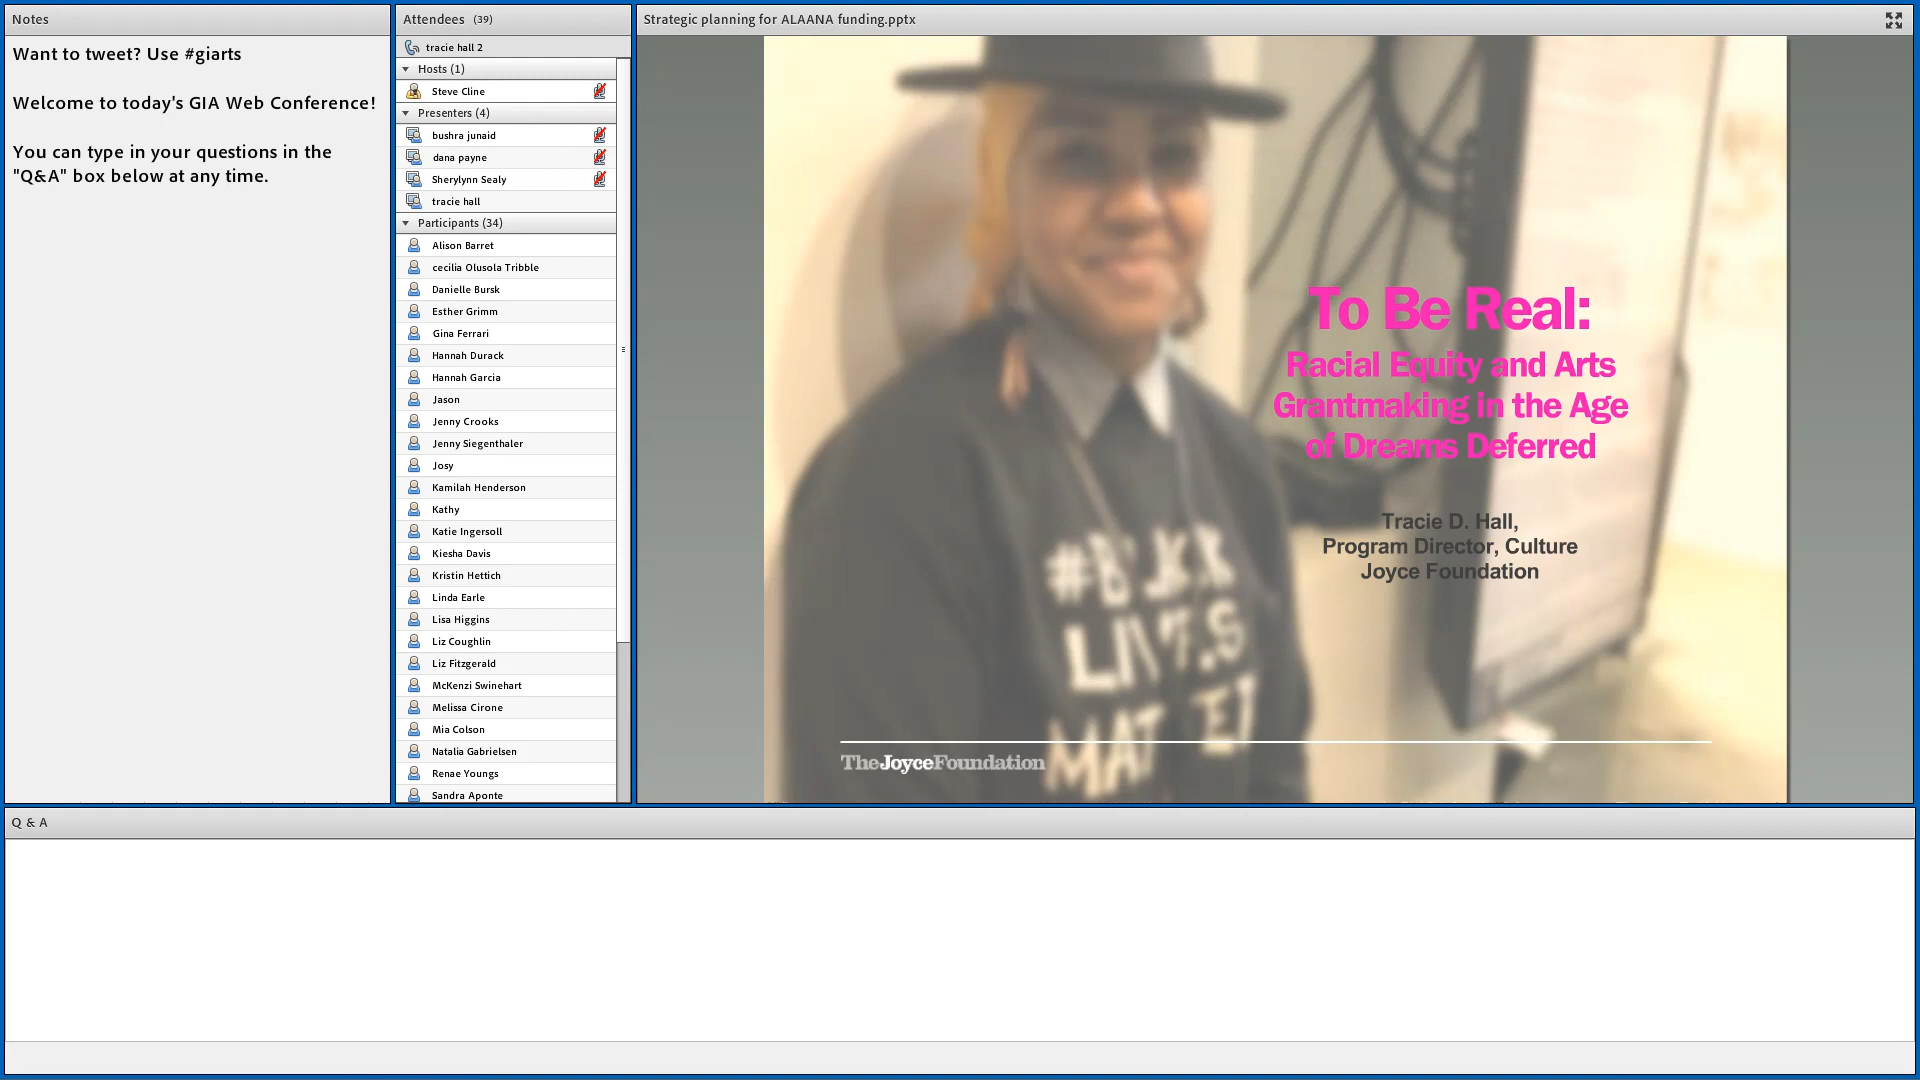 Notes
Want to tweet? Use #giarts
Welcome to today's GIA Web Conference!
You can type in your questions in the
"Q&A" box below at any time.
Attendees (39)
tracie hall 2
Hosts (1)
Steve Cline
Presenters (4)
bushra junaid
dana payne
Sherylynn Sealy
tracie hall
Participants (34)
Alison Barret
cecilia Olusola Tribble
Danielle Bursk
Esther Grimm
Gina Ferrari
Hannah Durack
Hannah Garcia
Jason
Jenny Crooks
Jenny Siegenthaler
Josy
Kamilah Henderson
Kathy
Katie Ingersoll
Kiesha Davis
Kristin Hettich
Linda Earle
Lisa Higgins
Liz Coughlin
Liz Fitzgerald
McKenzi Swinehart
Melissa Cirone
Mia Colson
Natalia Gabrielsen
Renae Youngs
Sandra Aponte
Strategic planning for ALAANA funding.pptx
To Be Real:
Racial Equity and Arts
Grantmaking in the Age
of Dreams Deferred
Tracie D. Hall,
Program Director, Culture
Joyce Foundation
#BLKK
LIVES
MATTER
TheJoyceFoundation
Q & A